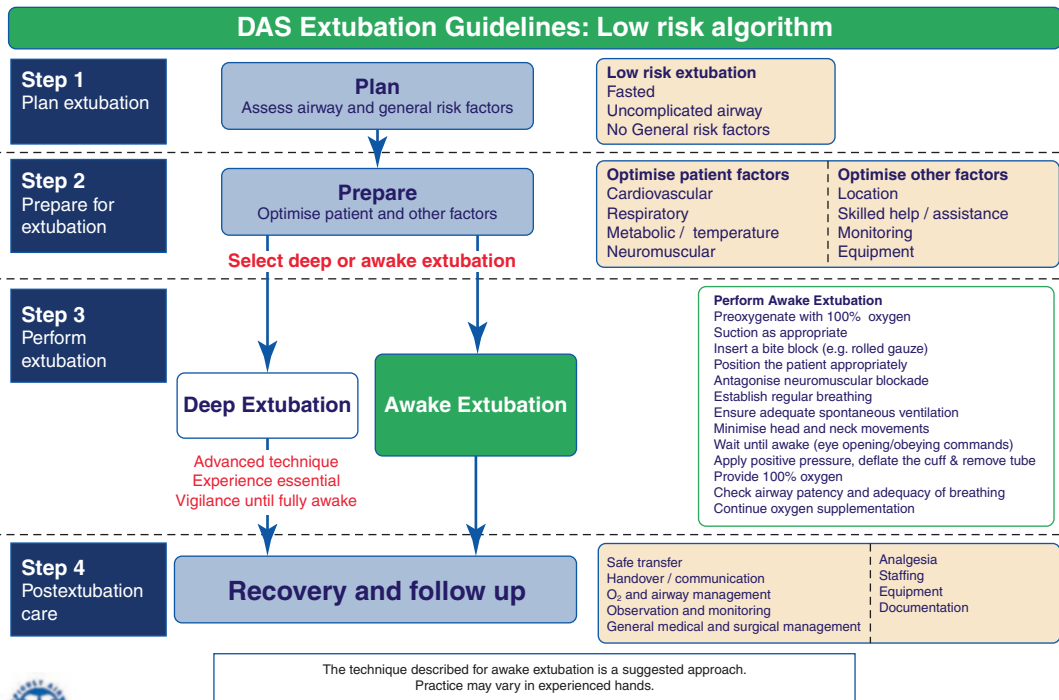 DAS Extubation Guidelines: Low risk algorithm
Step 1
Plan extubation
Plan
Assess airway and general risk factors
Low risk extubation
Fasted
Uncomplicated airway
No General risk factors
Step 2
Prepare for
extubation
Prepare
Optimise patient and other factors
Optimise patient factors
Cardiovascular
Respiratory
Metabolic / temperature
Neuromuscular
Optimise other factors
Location
Skilled help / assistance
Monitoring
Equipment
Select deep or awake extubation
Step 3
Perform
extubation
Deep Extubation
Awake Extubation
Advanced technique
Experience essential
Vigilance until fully awake
Perform Awake Extubation
Preoxygenate with 100% oxygen
Suction as appropriate
Insert a bite block (e.g. rolled gauze)
Position the patient appropriately
Antagonise neuromuscular blockade
Establish regular breathing
Ensure adequate spontaneous ventilation
Minimise head and neck movements
Wait until awake (eye opening/obeying commands)
Apply positive pressure, deflate the cuff & remove tube
Provide 100% oxygen
Check airway patency and adequacy of breathing
Continue oxygen supplementation
Step 4
Postextubation
care
Recovery and follow up
Safe transfer
Handover / communication
O₂ and airway management
Observation and monitoring
General medical and surgical management
Analgesia
Staffing
Equipment
Documentation
The technique described for awake extubation is a suggested approach.
Practice may vary in experienced hands.